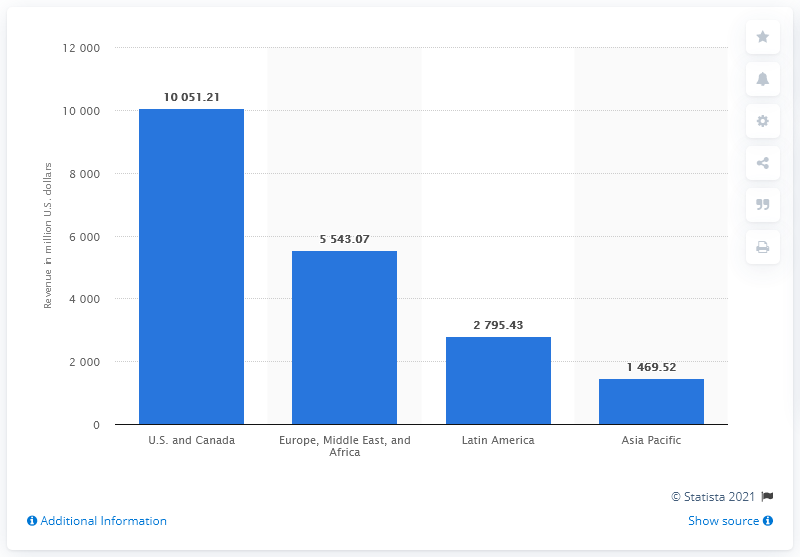 12 000
10 000
8 000
6 000
4 000
2 000
0
Revenue in million U.S. dollars
10 051.21
5 543.07
2 795.43
1 469.52
U.S. and Canada
Europe, Middle East, and
Africa
Latin America
Asia Pacific
© Statista 2021
Additional Information
Show source